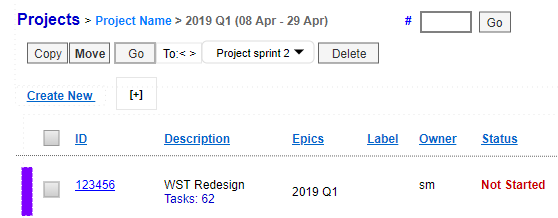 Projects > Project Name > 2019 Q1 (08 Apr - 29 Apr) # Go
Copy Move Go To:< > Project sprint 2 Delete
Create New [+]
ID Description Epics Label Owner Status
123456 WST Redesign 2019 Q1 sm Not Started
Tasks: 62